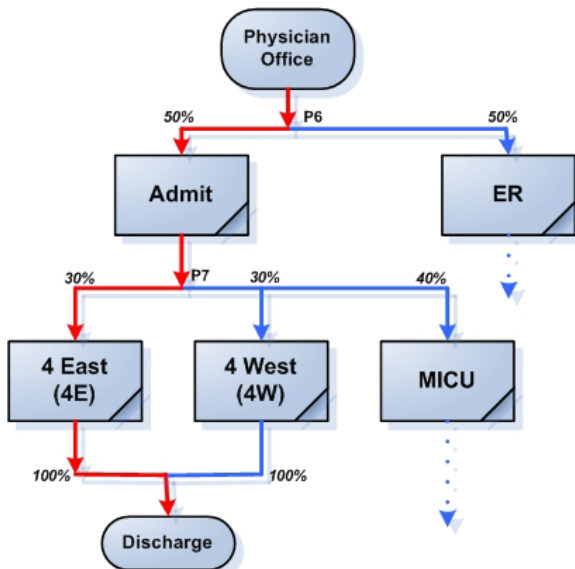 Physician
Office
50%
P6
50%
Admit
ER
30%
P7
30%
40%
4 East
(4E)
4 West
(4W)
MICU
100%
100%
Discharge